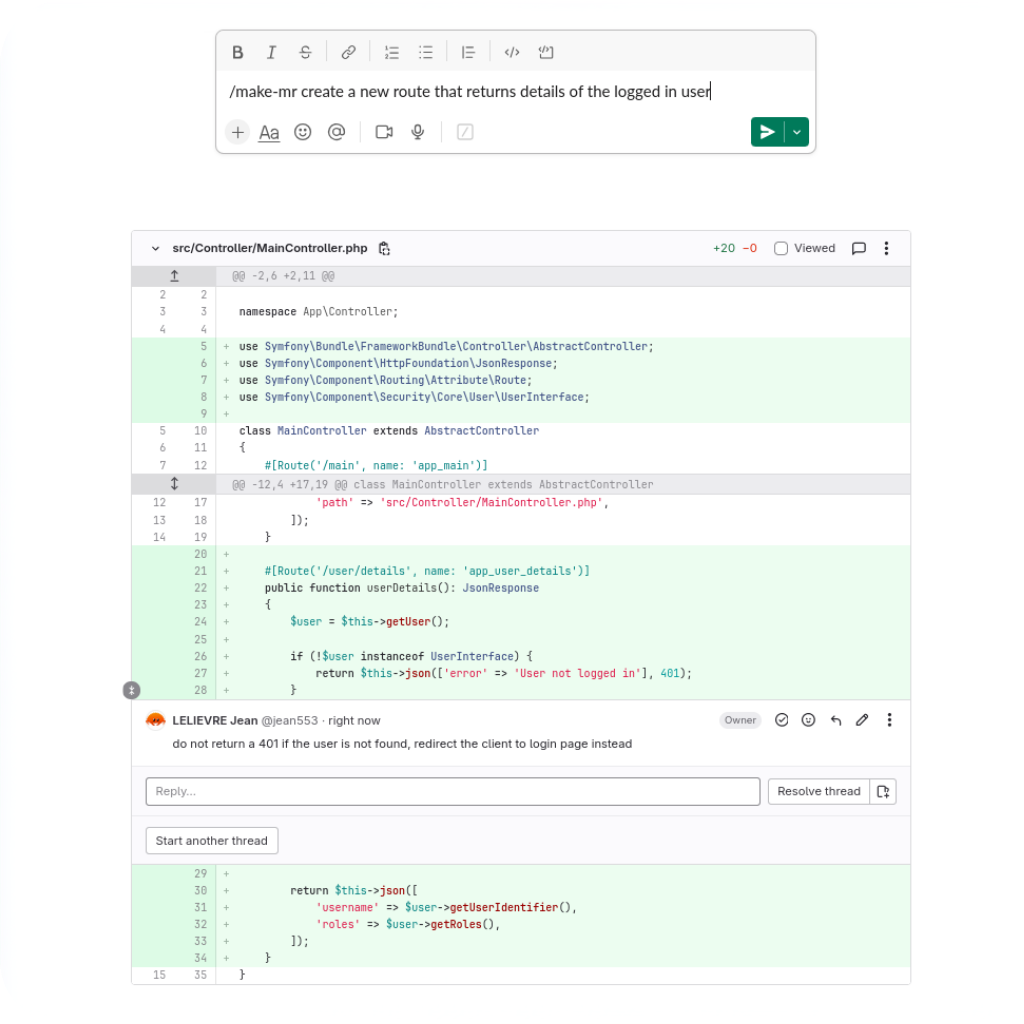 /make-mr create a new route that returns details of the logged in user
Aa
src/Controller/MainController.php +20 −0 Viewed
@@ -2,6 +2,11 @@
2 2
3 3 namespace App\Controller;
4 4
5 + use Symfony\Bundle\FrameworkBundle\Controller\AbstractController;
6 + use Symfony\Component\HttpFoundation\JsonResponse;
7 + use Symfony\Component\Routing\Attribute\Route;
8 + use Symfony\Component\Security\Core\User\UserInterface;
9 +
5 10 class MainController extends AbstractController
6 11 {
7 12 #[Route('/main', name: 'app_main')]
@@ -12,4 +17,19 @@ class MainController extends AbstractController
12 17 'path' => 'src/Controller/MainController.php',
13 18 ]);
14 19 }
20 +
21 + #[Route('/user/details', name: 'app_user_details')]
22 + public function userDetails(): JsonResponse
23 + {
24 + $user = $this->getUser();
25 +
26 + if (!$user instanceof UserInterface) {
27 + return $this->json(['error' => 'User not logged in'], 401);
28 + }
LELIEVRE Jean @jean553 · right now Owner
do not return a 401 if the user is not found, redirect the client to login page instead
Reply... Resolve thread
Start another thread
29 +
30 + return $this->json([
31 + 'username' => $user->getUserIdentifier(),
32 + 'roles' => $user->getRoles(),
33 + ]);
34 + }
15 35 }